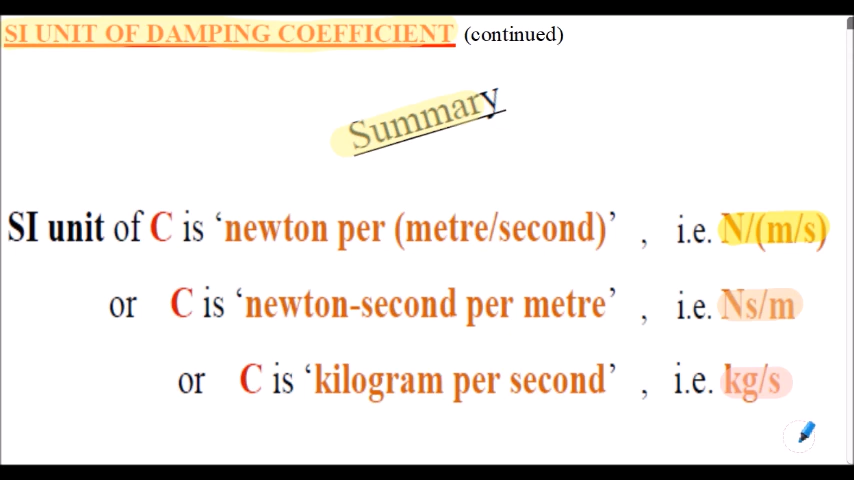 SI UNIT OF DAMPING COEFFICIENT (continued)
Summary
SI unit of C is ‘newton per (metre/second)’ , i.e. N/(m/s)
or C is ‘newton-second per metre’ , i.e. Ns/m
or C is ‘kilogram per second’ , i.e. kg/s